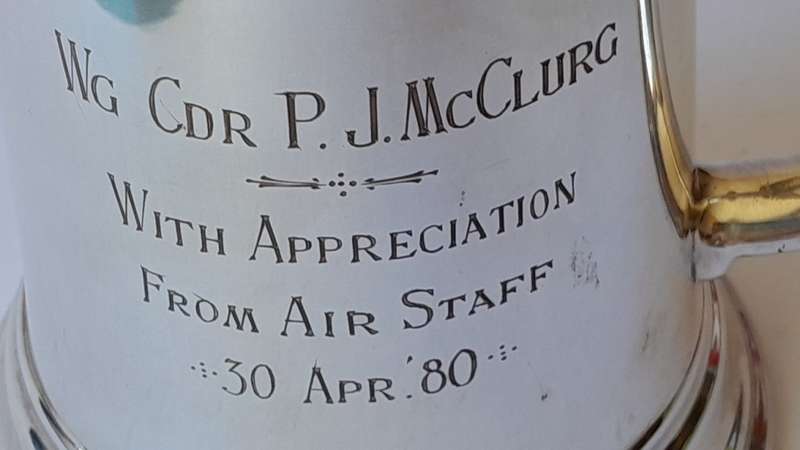 Wg Cdr P. J. McClurg
With Appreciation
From Air Staff
30 Apr. '80